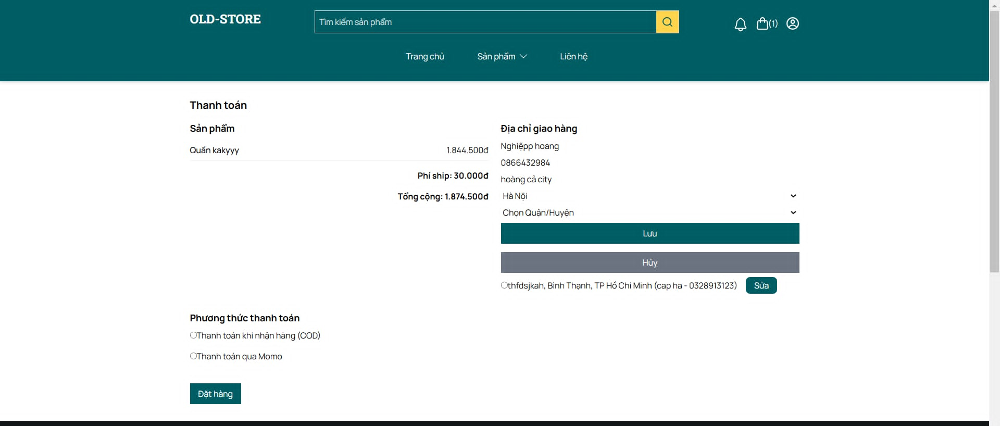 OLD-STORE
Tìm kiếm sản phẩm
(1)
Trang chủ
Sản phẩm
Liên hệ
Thanh toán
Sản phẩm
Quần kakyyy
1.844.500đ
Phí ship: 30.000đ
Tổng cộng: 1.874.500đ
Địa chỉ giao hàng
Nghiệpp hoang
0866432984
hoàng cả city
Hà Nội
Chọn Quận/Huyện
Lưu
Hủy
thfdsjkah, Bình Thạnh, TP Hồ Chí Minh (cap ha - 0328913123)
Sửa
Phương thức thanh toán
Thanh toán khi nhận hàng (COD)
Thanh toán qua Momo
Đặt hàng